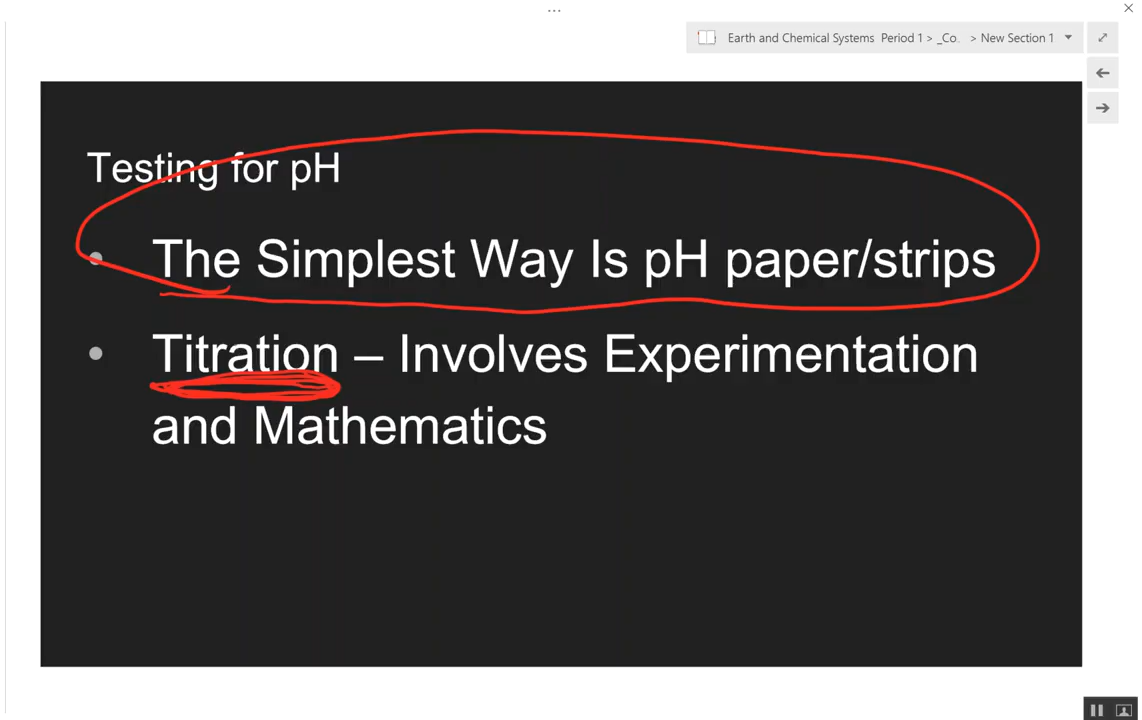 Earth and Chemical Systems Period 1 > _Co. > New Section 1
Testing for pH
• The Simplest Way Is pH paper/strips
• Titration – Involves Experimentation
and Mathematics